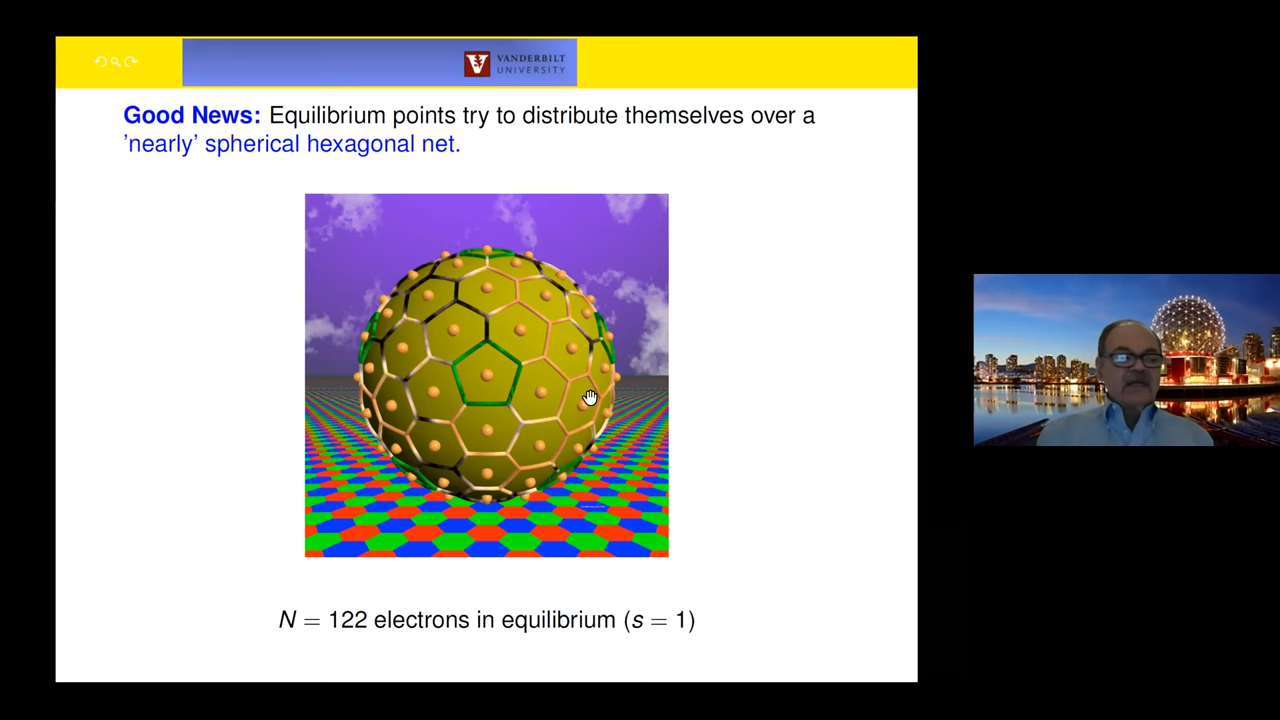 VANDERBILT
UNIVERSITY
Good News: Equilibrium points try to distribute themselves over a
’nearly’ spherical hexagonal net.
N = 122 electrons in equilibrium (s = 1)